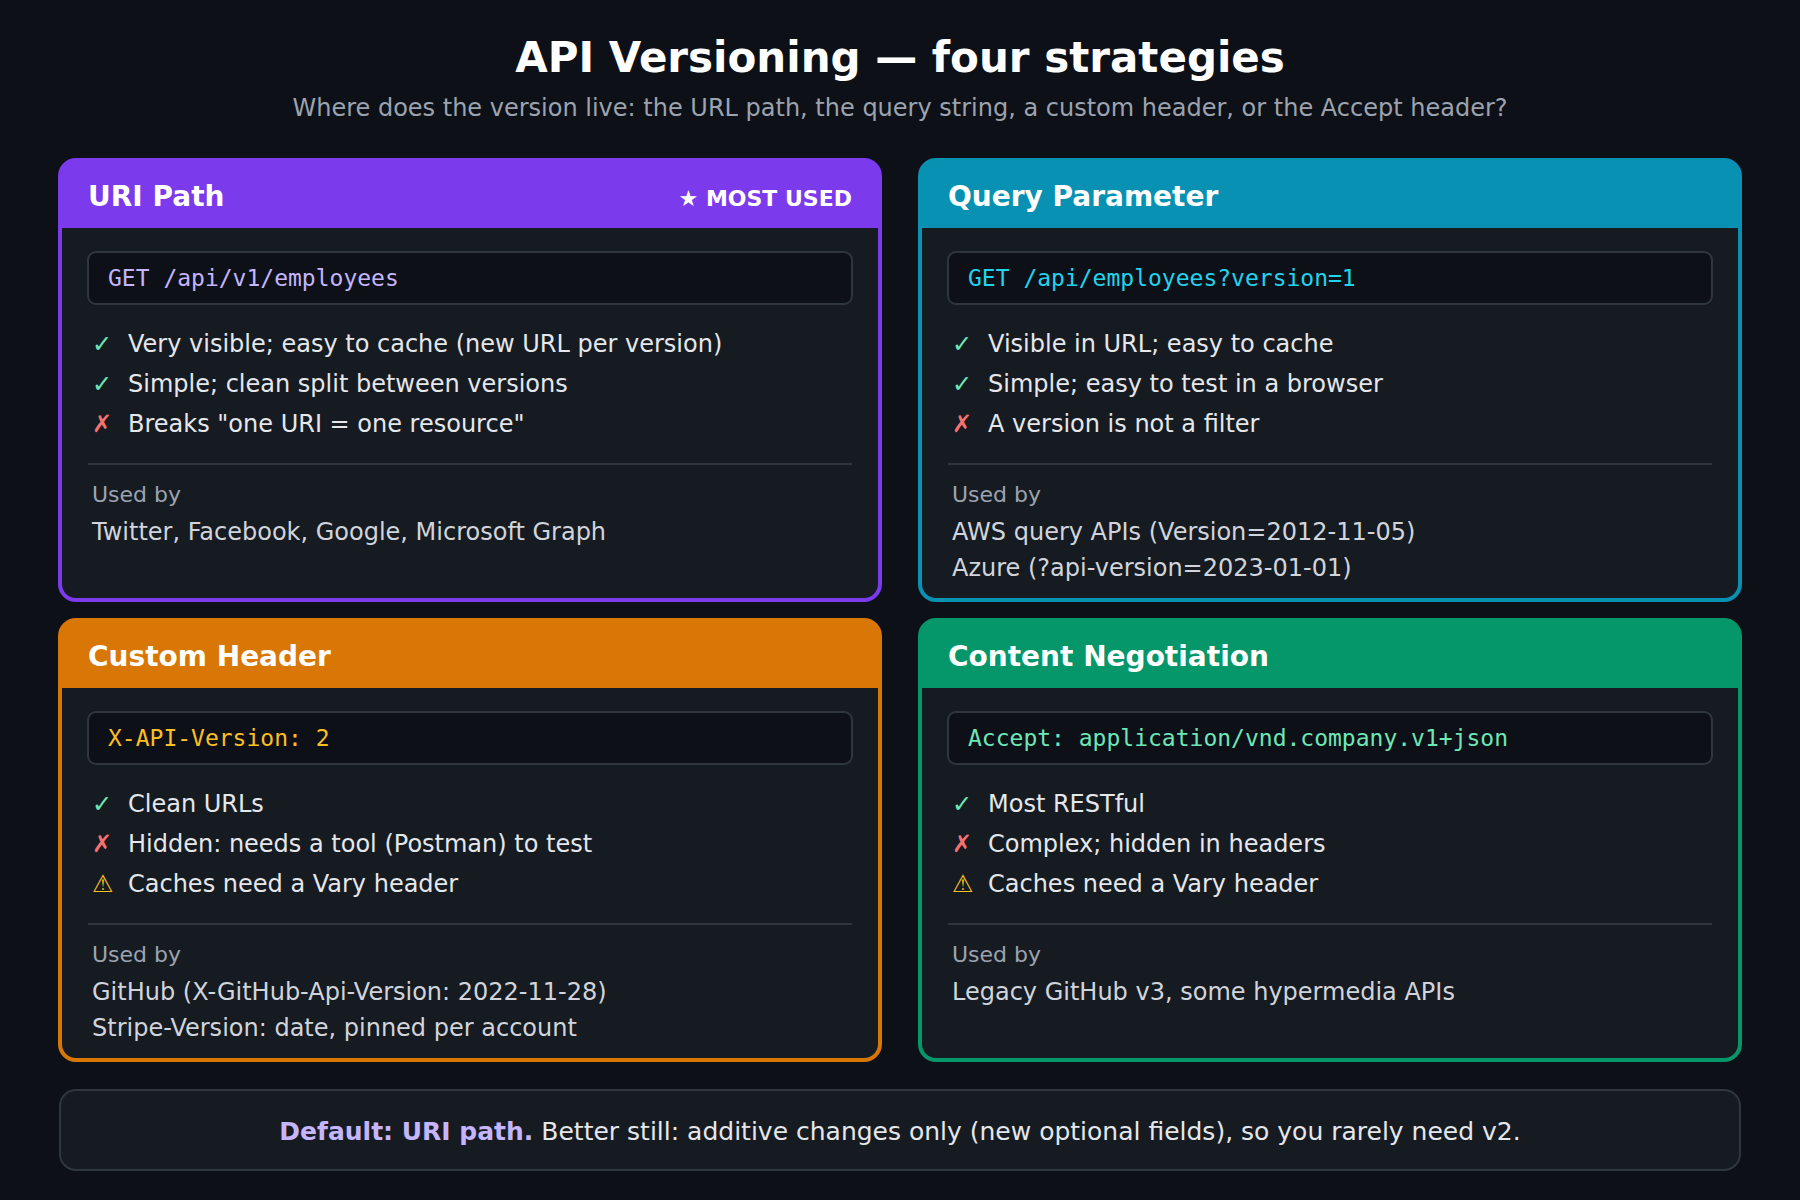 API Versioning — four strategies
Where does the version live: the URL path, the query string, a custom header, or the Accept header?
URI Path
★ MOST USED
GET /api/v1/employees
✓ Very visible; easy to cache (new URL per version)
✓ Simple; clean split between versions
✗ Breaks "one URI = one resource"
Used by
Twitter, Facebook, Google, Microsoft Graph
Query Parameter
GET /api/employees?version=1
✓ Visible in URL; easy to cache
✓ Simple; easy to test in a browser
✗ A version is not a filter
Used by
AWS query APIs (Version=2012-11-05)
Azure (?api-version=2023-01-01)
Custom Header
X-API-Version: 2
✓ Clean URLs
✗ Hidden: needs a tool (Postman) to test
⚠ Caches need a Vary header
Used by
GitHub (X-GitHub-Api-Version: 2022-11-28)
Stripe-Version: date, pinned per account
Content Negotiation
Accept: application/vnd.company.v1+json
✓ Most RESTful
✗ Complex; hidden in headers
⚠ Caches need a Vary header
Used by
Legacy GitHub v3, some hypermedia APIs
Default: URI path. Better still: additive changes only (new optional fields), so you rarely need v2.